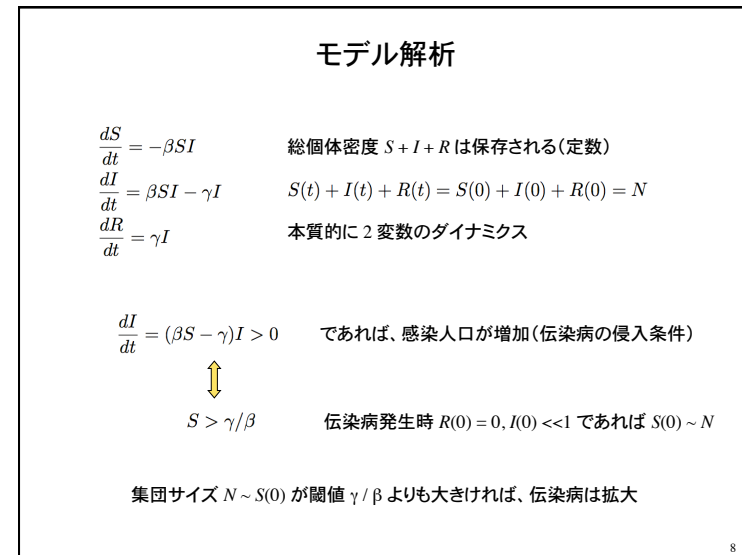 モデル解析
dS/dt = −βSI
総個体密度 S + I + R は保存される（定数）
dI/dt = βSI − γI
S(t) + I(t) + R(t) = S(0) + I(0) + R(0) = N
dR/dt = γI
本質的に 2 変数のダイナミクス
dI/dt = (βS − γ)I > 0 であれば、感染人口が増加（伝染病の侵入条件）
S > γ/β 伝染病発生時 R(0) = 0, I(0) <<1 であれば S(0) ~ N
集団サイズ N ~ S(0) が閾値 γ / β よりも大きければ、伝染病は拡大
8